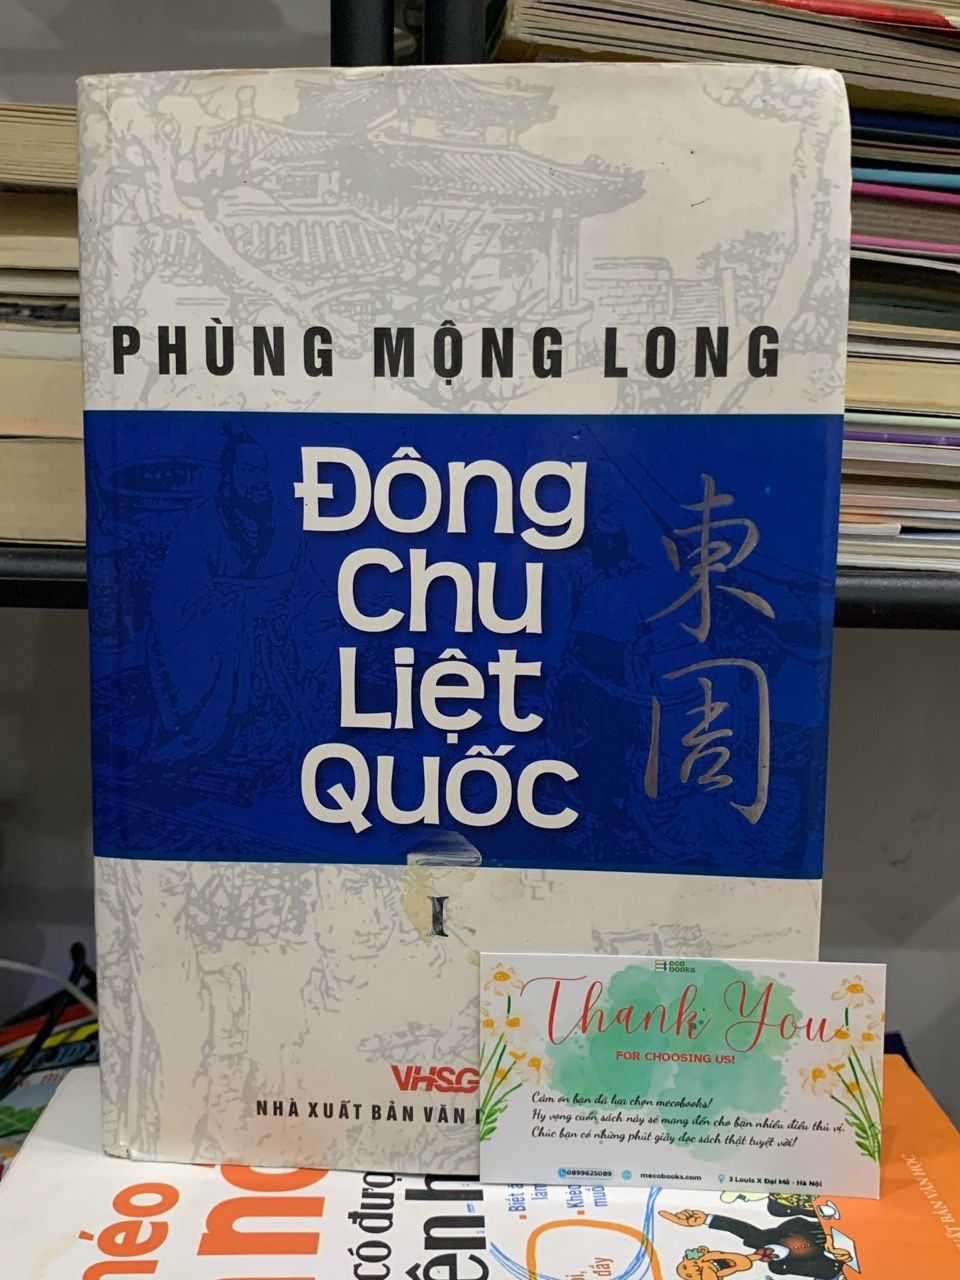 PHÙNG MỘNG LONG
Đông
Chu
Liệt
Quốc
東
周
I
VHSG
NHÀ XUẤT BẢN VĂN
eco
books
Thank You
FOR CHOOSING US!
Cảm ơn bạn đã lựa chọn mecobooks!
Hy vọng cuốn sách này sẽ mang đến cho bạn nhiều điều thú vị.
Chúc bạn có những phút giây đọc sách thật tuyệt vời!
0899625089
mecobooks.com
3 Louis X Đại Mỗ - Hà Nội
có đượ